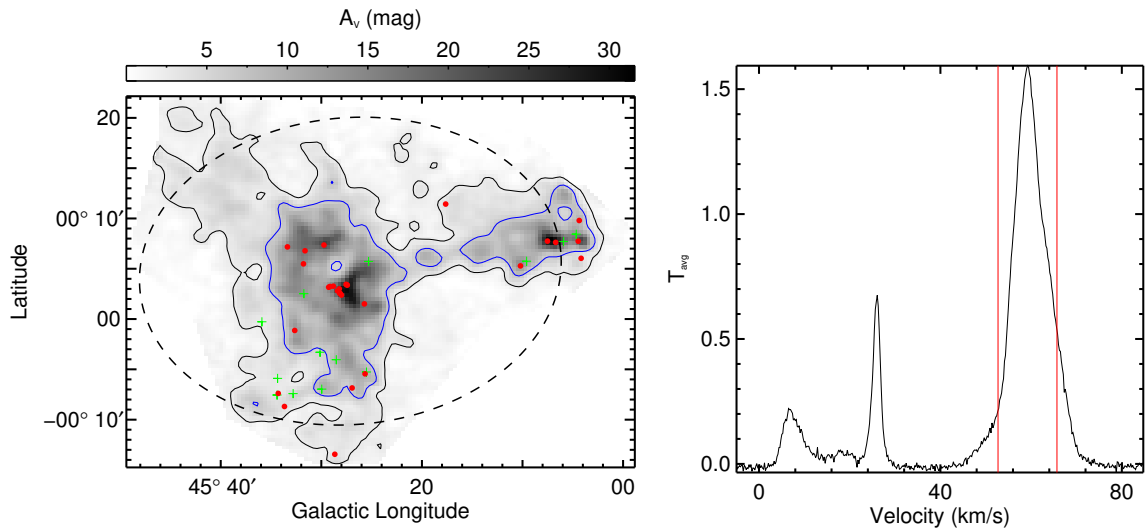 A_v (mag)
5 10 15 20 25 30
20
00° 10′
00
−00° 10′
Latitude
45° 40′ 20 00
Galactic Longitude
1.5
1.0
0.5
0.0
T_avg
0 40 80
Velocity (km/s)